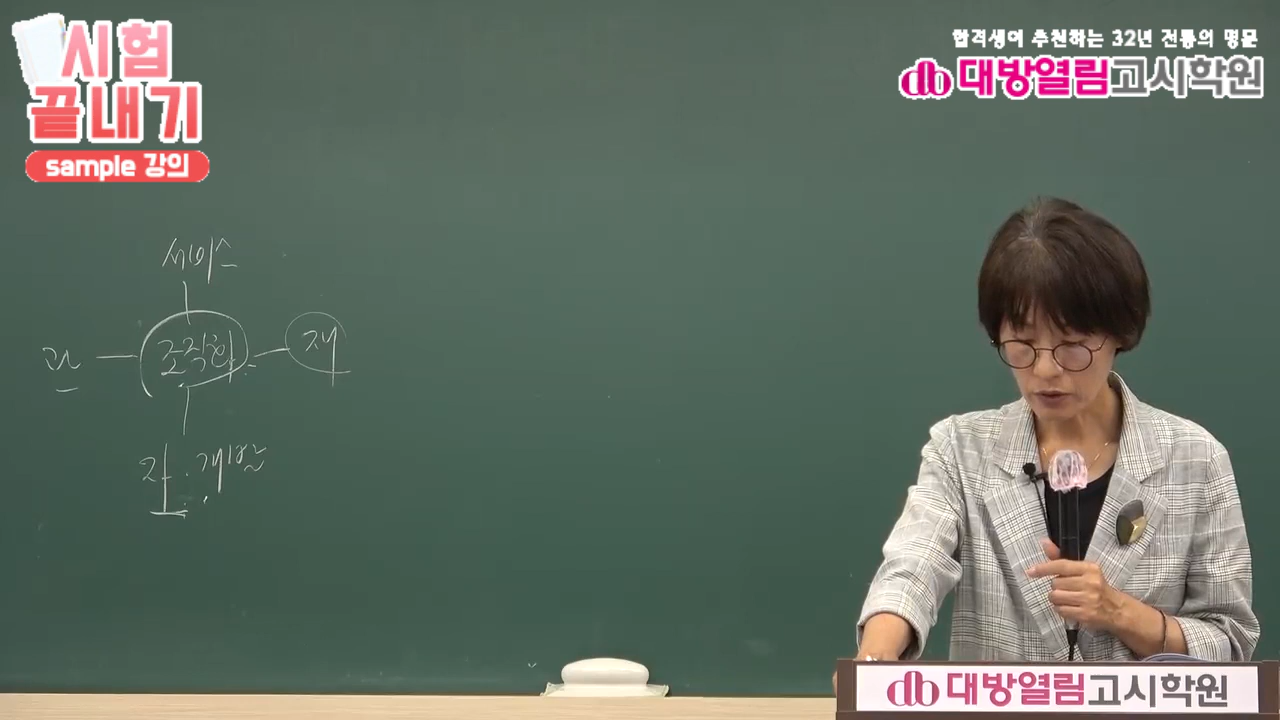 시험
끝내기
sample 강의
합격생이 추천하는 32년 전통의 명문
대방열림고시학원
서비스
관
조직화
재
자.개발
대방열림고시학원